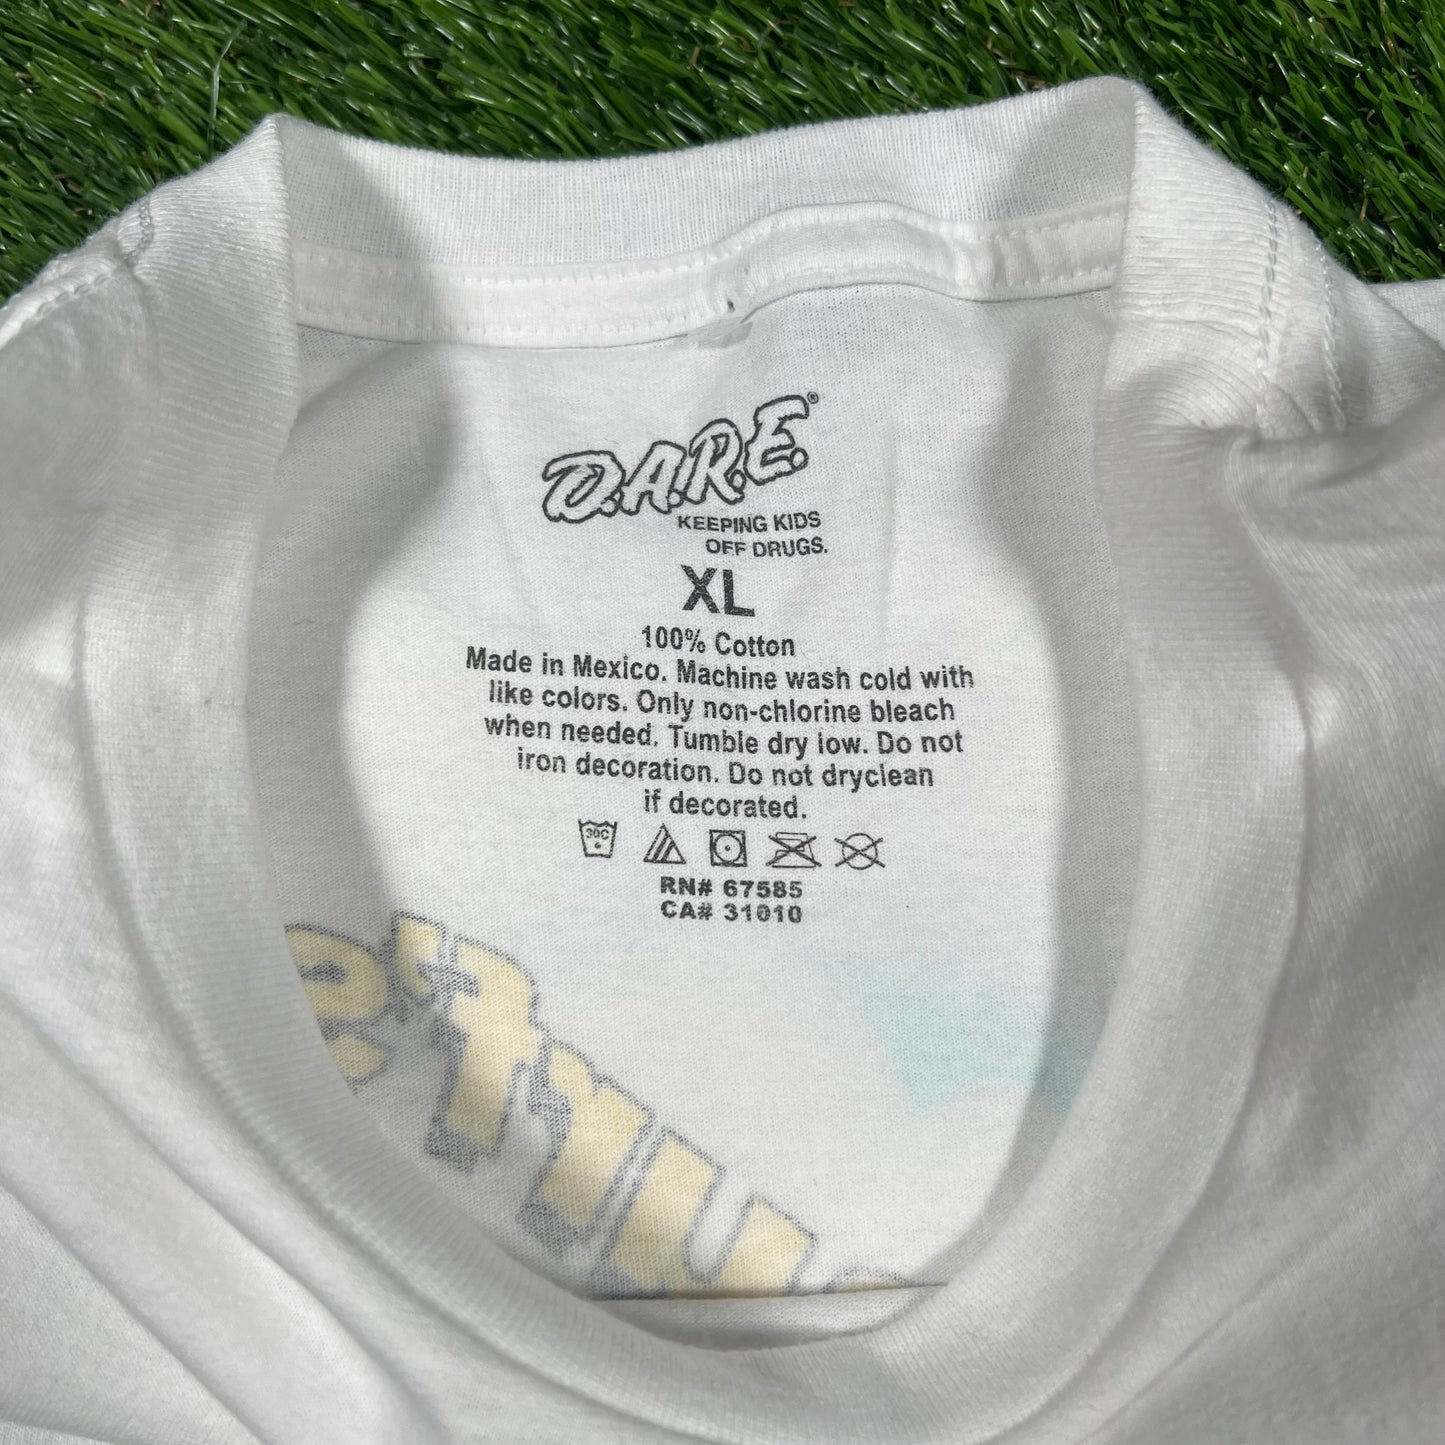 D.A.R.E.®
KEEPING KIDS
OFF DRUGS.
XL
100% Cotton
Made in Mexico. Machine wash cold with
like colors. Only non-chlorine bleach
when needed. Tumble dry low. Do not
iron decoration. Do not dryclean
if decorated.
30C
RN# 67585
CA# 31010